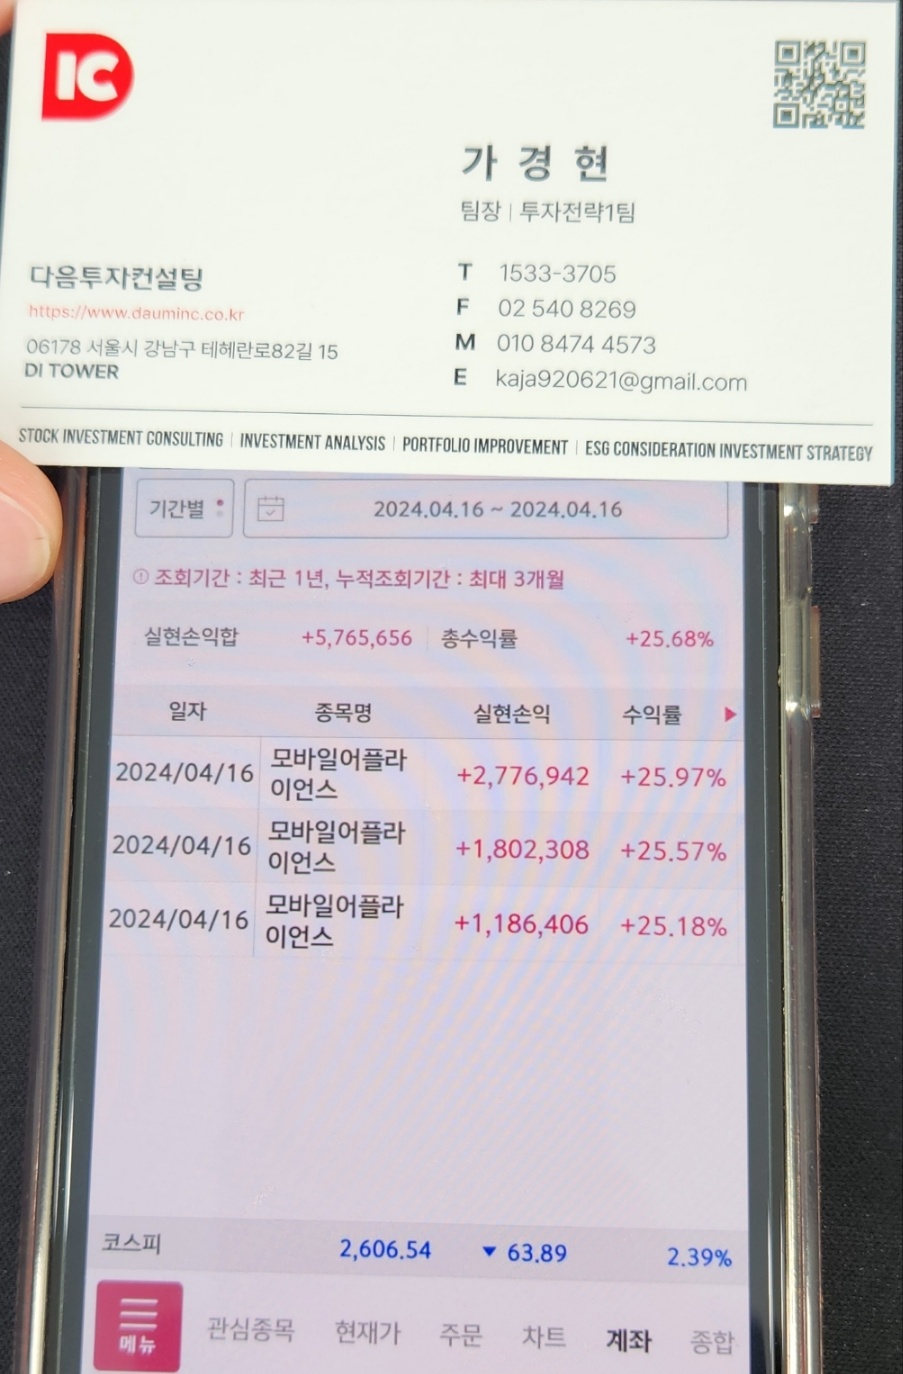 IC
가 경 현
팀장 | 투자전략1팀
다음투자컨설팅
https://www.dauminc.co.kr
06178 서울시 강남구 테헤란로82길 15
DI TOWER
T 1533-3705
F 02 540 8269
M 010 8474 4573
E kaja920621@gmail.com
STOCK INVESTMENT CONSULTING | INVESTMENT ANALYSIS | PORTFOLIO IMPROVEMENT | ESG CONSIDERATION INVESTMENT STRATEGY
기간별 2024.04.16 ~ 2024.04.16
조회기간 : 최근 1년, 누적조회기간 : 최대 3개월
실현손익합 +5,765,656 총수익률 +25.68%
일자 종목명 실현손익 수익률
2024/04/16 모바일어플라
이언스 +2,776,942 +25.97%
2024/04/16 모바일어플라
이언스 +1,802,308 +25.57%
2024/04/16 모바일어플라
이언스 +1,186,406 +25.18%
코스피 2,606.54 ▼ 63.89 2.39%
메뉴 관심종목 현재가 주문 차트 계좌 종합